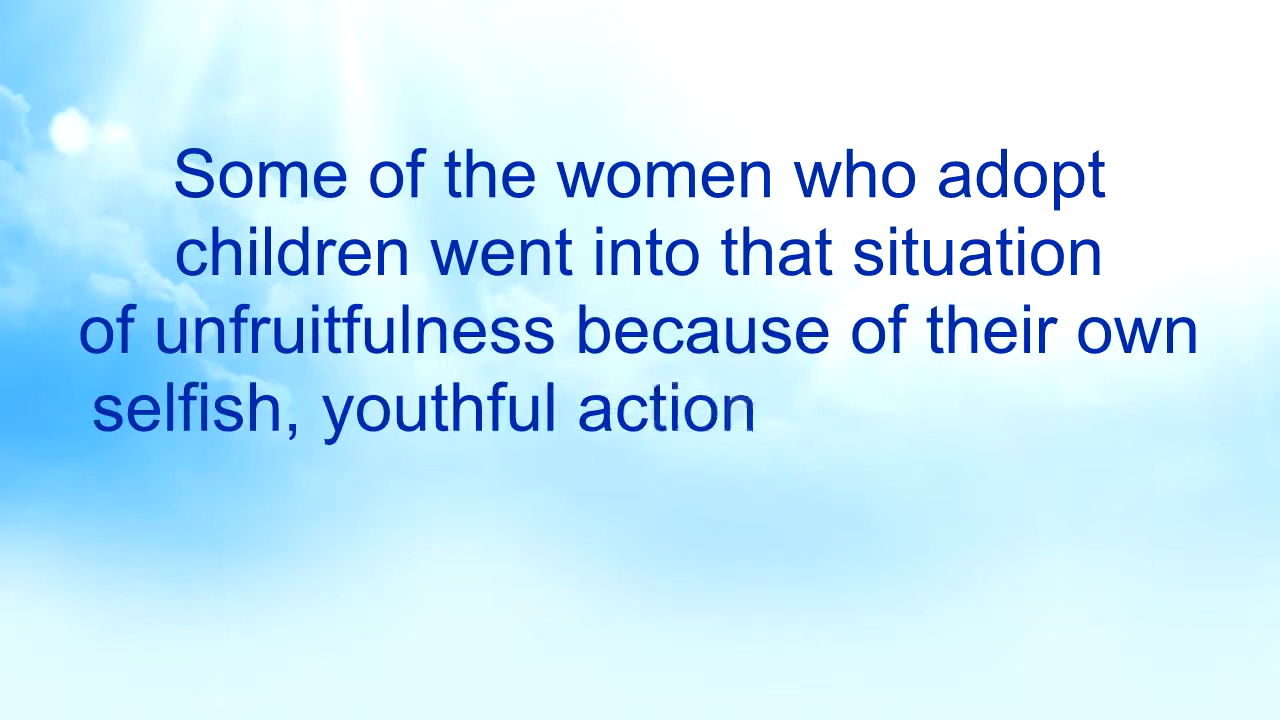 Some of the women who adopt
children went into that situation
of unfruitfulness because of their own
selfish, youthful action